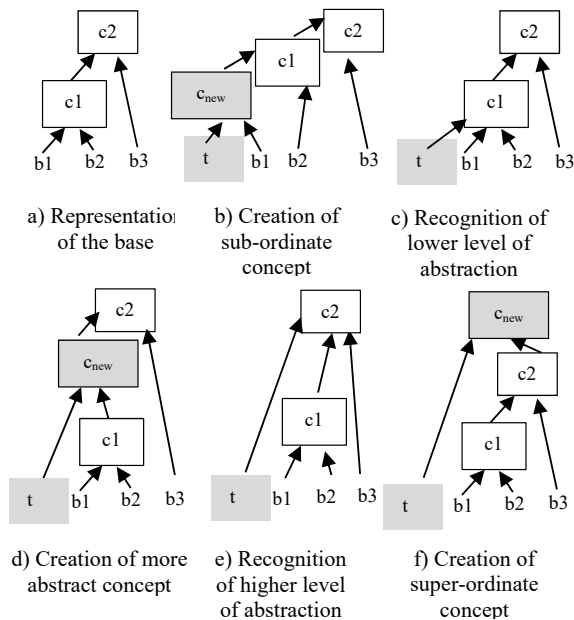 c2
c1
b1 b2 b3
a) Representation
of the base
c2
c1
cnew
t b1 b2 b3
b) Creation of
sub-ordinate
concept
c2
c1
t b1 b2 b3
c) Recognition of
lower level of
abstraction
c2
cnew
c1
t b1 b2 b3
d) Creation of more
abstract concept
c2
c1
t b1 b2 b3
e) Recognition
of higher level
of abstraction
cnew
c2
c1
t b1 b2 b3
f) Creation of
super-ordinate
concept